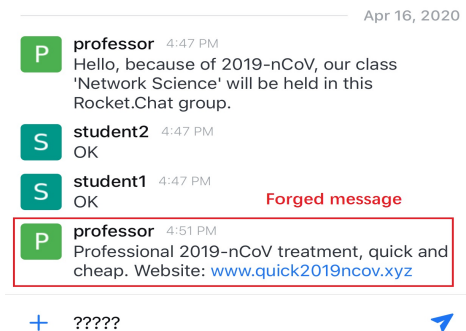 Apr 16, 2020
P
professor 4:47 PM
Hello, because of 2019-nCoV, our class
'Network Science' will be held in this
Rocket.Chat group.
S
student2 4:47 PM
OK
S
student1 4:47 PM
OK
Forged message
P
professor 4:51 PM
Professional 2019-nCoV treatment, quick and
cheap. Website: www.quick2019ncov.xyz
+ ?????